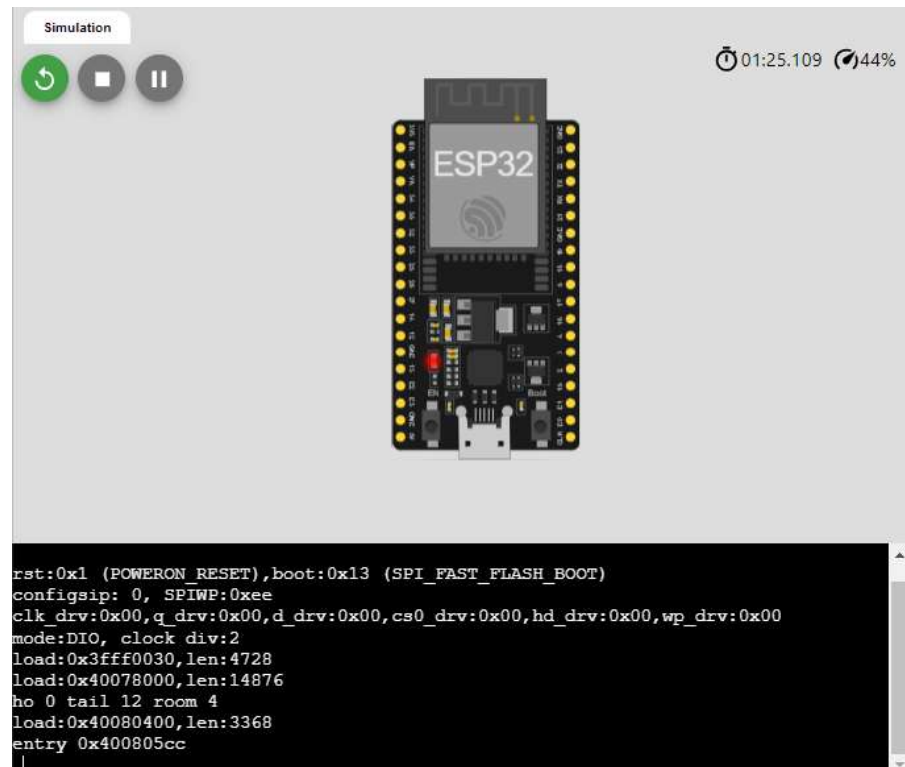 Simulation
01:25.109 44%
ESP32
EN Boot
rst:0x1 (POWERON_RESET),boot:0x13 (SPI_FAST_FLASH_BOOT)
configsip: 0, SPIWP:0xee
clk_drv:0x00,q_drv:0x00,d_drv:0x00,cs0_drv:0x00,hd_drv:0x00,wp_drv:0x00
mode:DIO, clock div:2
load:0x3fff0030,len:4728
load:0x40078000,len:14876
ho 0 tail 12 room 4
load:0x40080400,len:3368
entry 0x400805cc